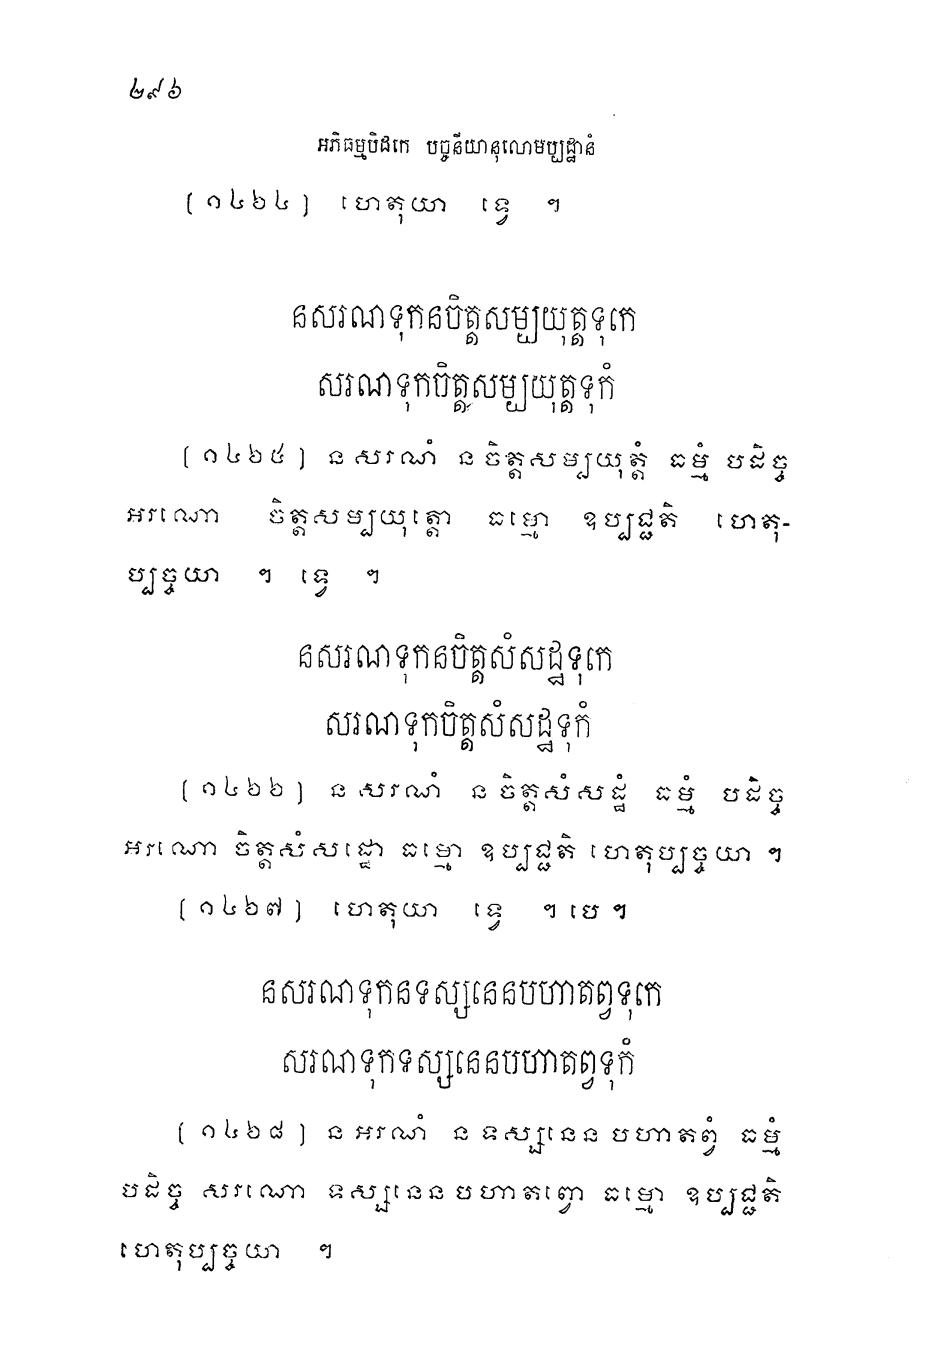 ២៩៦
អភិធម្មបិដកេ បច្ចនីយានុលោមប្បដ្ឋានំ
[១៤៦៤] ហេតុយា ទ្វេ ។
នសរណទុកនចិត្តសម្បយុត្តទុកេ
សរណទុកចិត្តសម្បយុត្តទុកំ
[១៤៦៥] ន សរណំ ន ចិត្តសម្បយុត្តំ ធម្មំ បដិច្ច
អរណោ ចិត្តសម្បយុត្តោ ធម្មោ ឧប្បជ្ជតិ ហេតុ-
ប្បច្ចយា ។ ទ្វេ ។
នសរណទុកនចិត្តសំសដ្ឋទុកេ
សរណទុកចិត្តសំសដ្ឋទុកំ
[១៤៦៦] ន សរណំ ន ចិត្តសំសដ្ឋំ ធម្មំ បដិច្ច
អរណោ ចិត្តសំសដ្ឋោ ធម្មោ ឧប្បជ្ជតិ ហេតុប្បច្ចយា ។
[១៤៦៧] ហេតុយា ទ្វេ ។ បេ ។
នសរណទុកនទស្សនេនបហាតព្វទុកេ
សរណទុកទស្សនេនបហាតព្វទុកំ
[១៤៦៨] ន អរណំ ន ទស្សនេន បហាតព្វំ ធម្មំ
បដិច្ច សរណោ ទស្សនេន បហាតព្វោ ធម្មោ ឧប្បជ្ជតិ
ហេតុប្បច្ចយា ។